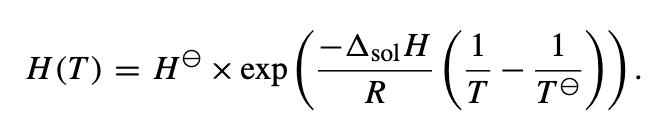 H(T) = H^⊖ × exp( (−Δ_sol H / R) ( 1/T − 1/T^⊖ ) ).